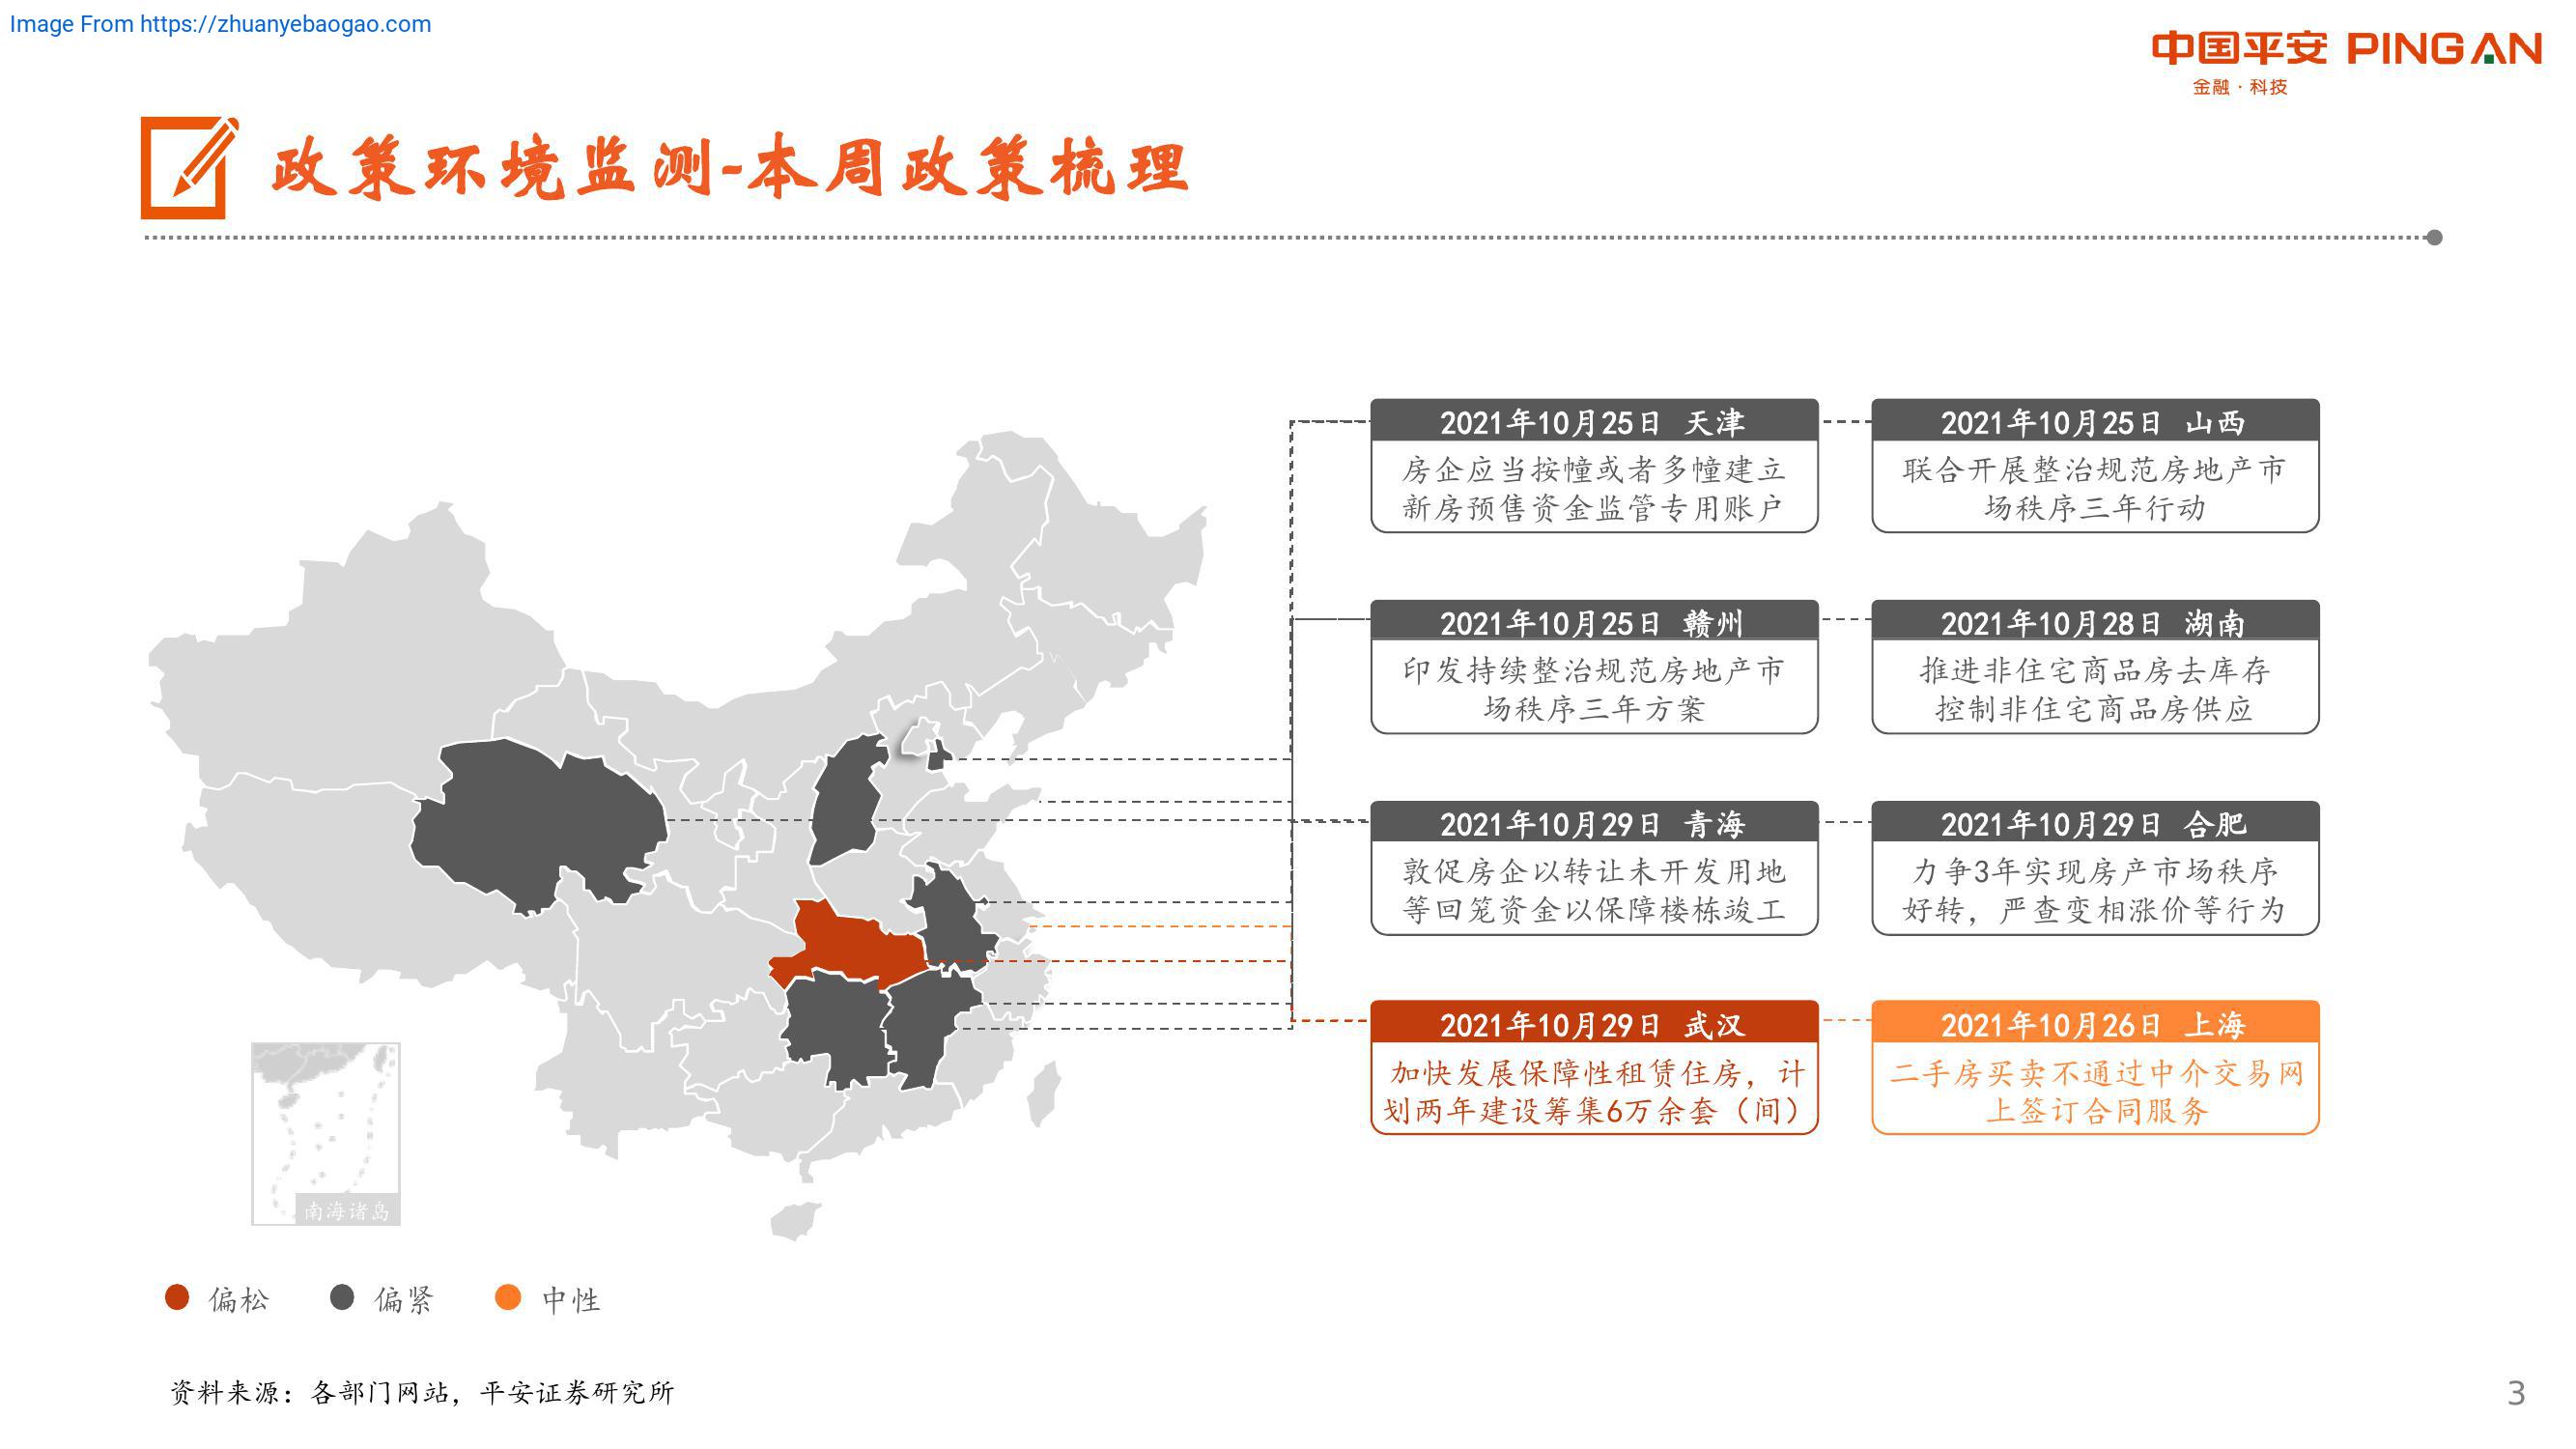 Image From https://zhuanyebaogao.com
中国平安 PINGAN
金融·科技
政策环境监测-本周政策梳理
2021年10月25日 天津
房企应当按幢或者多幢建立
新房预售资金监管专用账户
2021年10月25日 山西
联合开展整治规范房地产市
场秩序三年行动
2021年10月25日 赣州
印发持续整治规范房地产市
场秩序三年方案
2021年10月28日 湖南
推进非住宅商品房去库存
控制非住宅商品房供应
2021年10月29日 青海
敦促房企以转让未开发用地
等回笼资金以保障楼栋竣工
2021年10月29日 合肥
力争3年实现房产市场秩序
好转，严查变相涨价等行为
2021年10月29日 武汉
加快发展保障性租赁住房，计
划两年建设筹集6万余套（间）
2021年10月26日 上海
二手房买卖不通过中介交易网
上签订合同服务
南海诸岛
偏松 偏紧 中性
资料来源：各部门网站，平安证券研究所
3